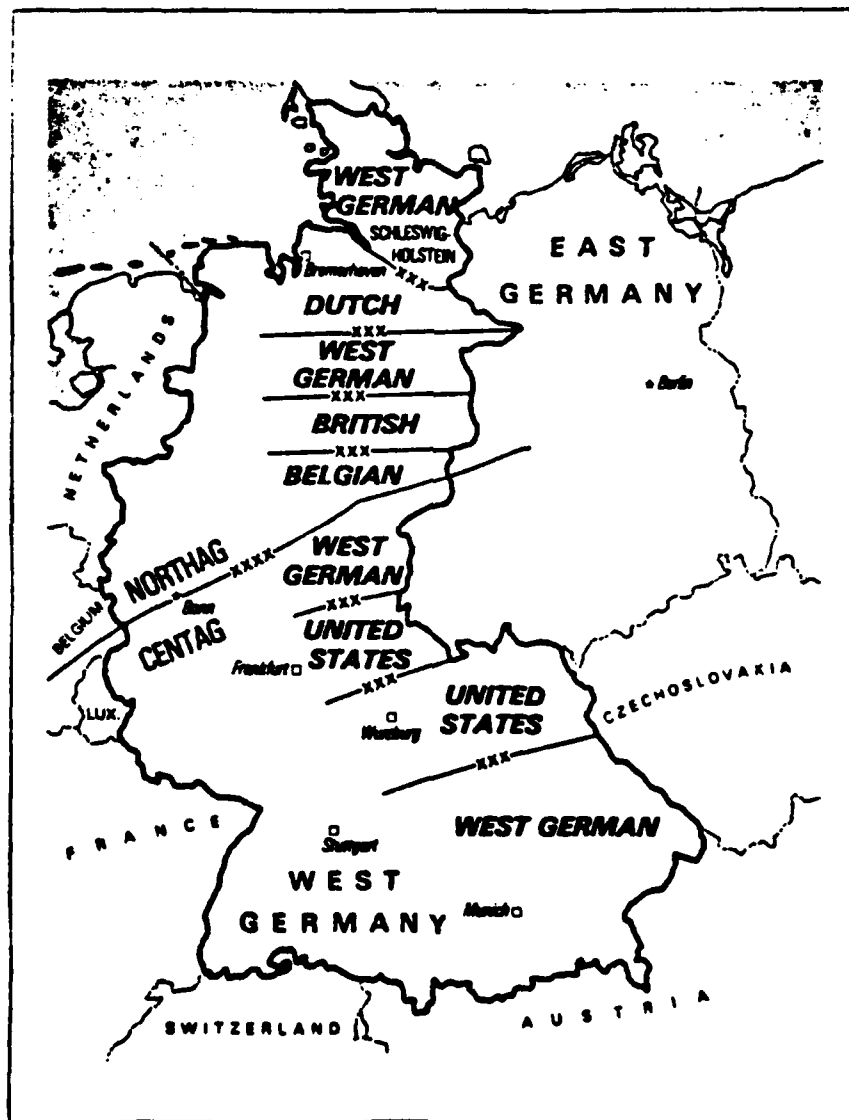 WEST
GERMAN
SCHLESWIG-
HOLSTEIN
EAST
GERMANY
Bremerhaven
XXX
DUTCH
XXX
WEST
GERMAN
XXX
Berlin
BRITISH
XXX
BELGIAN
NETHERLANDS
NORTHAG
XXXX
WEST
GERMAN
XXX
Bonn
BELGIUM
CENTAG
UNITED
STATES
Frankfurt
XXX
LUX.
UNITED
STATES
Wurzburg
CZECHOSLOVAKIA
XXX
FRANCE
WEST GERMAN
Stuttgart
WEST
GERMANY
Munich
SWITZERLAND
AUSTRIA